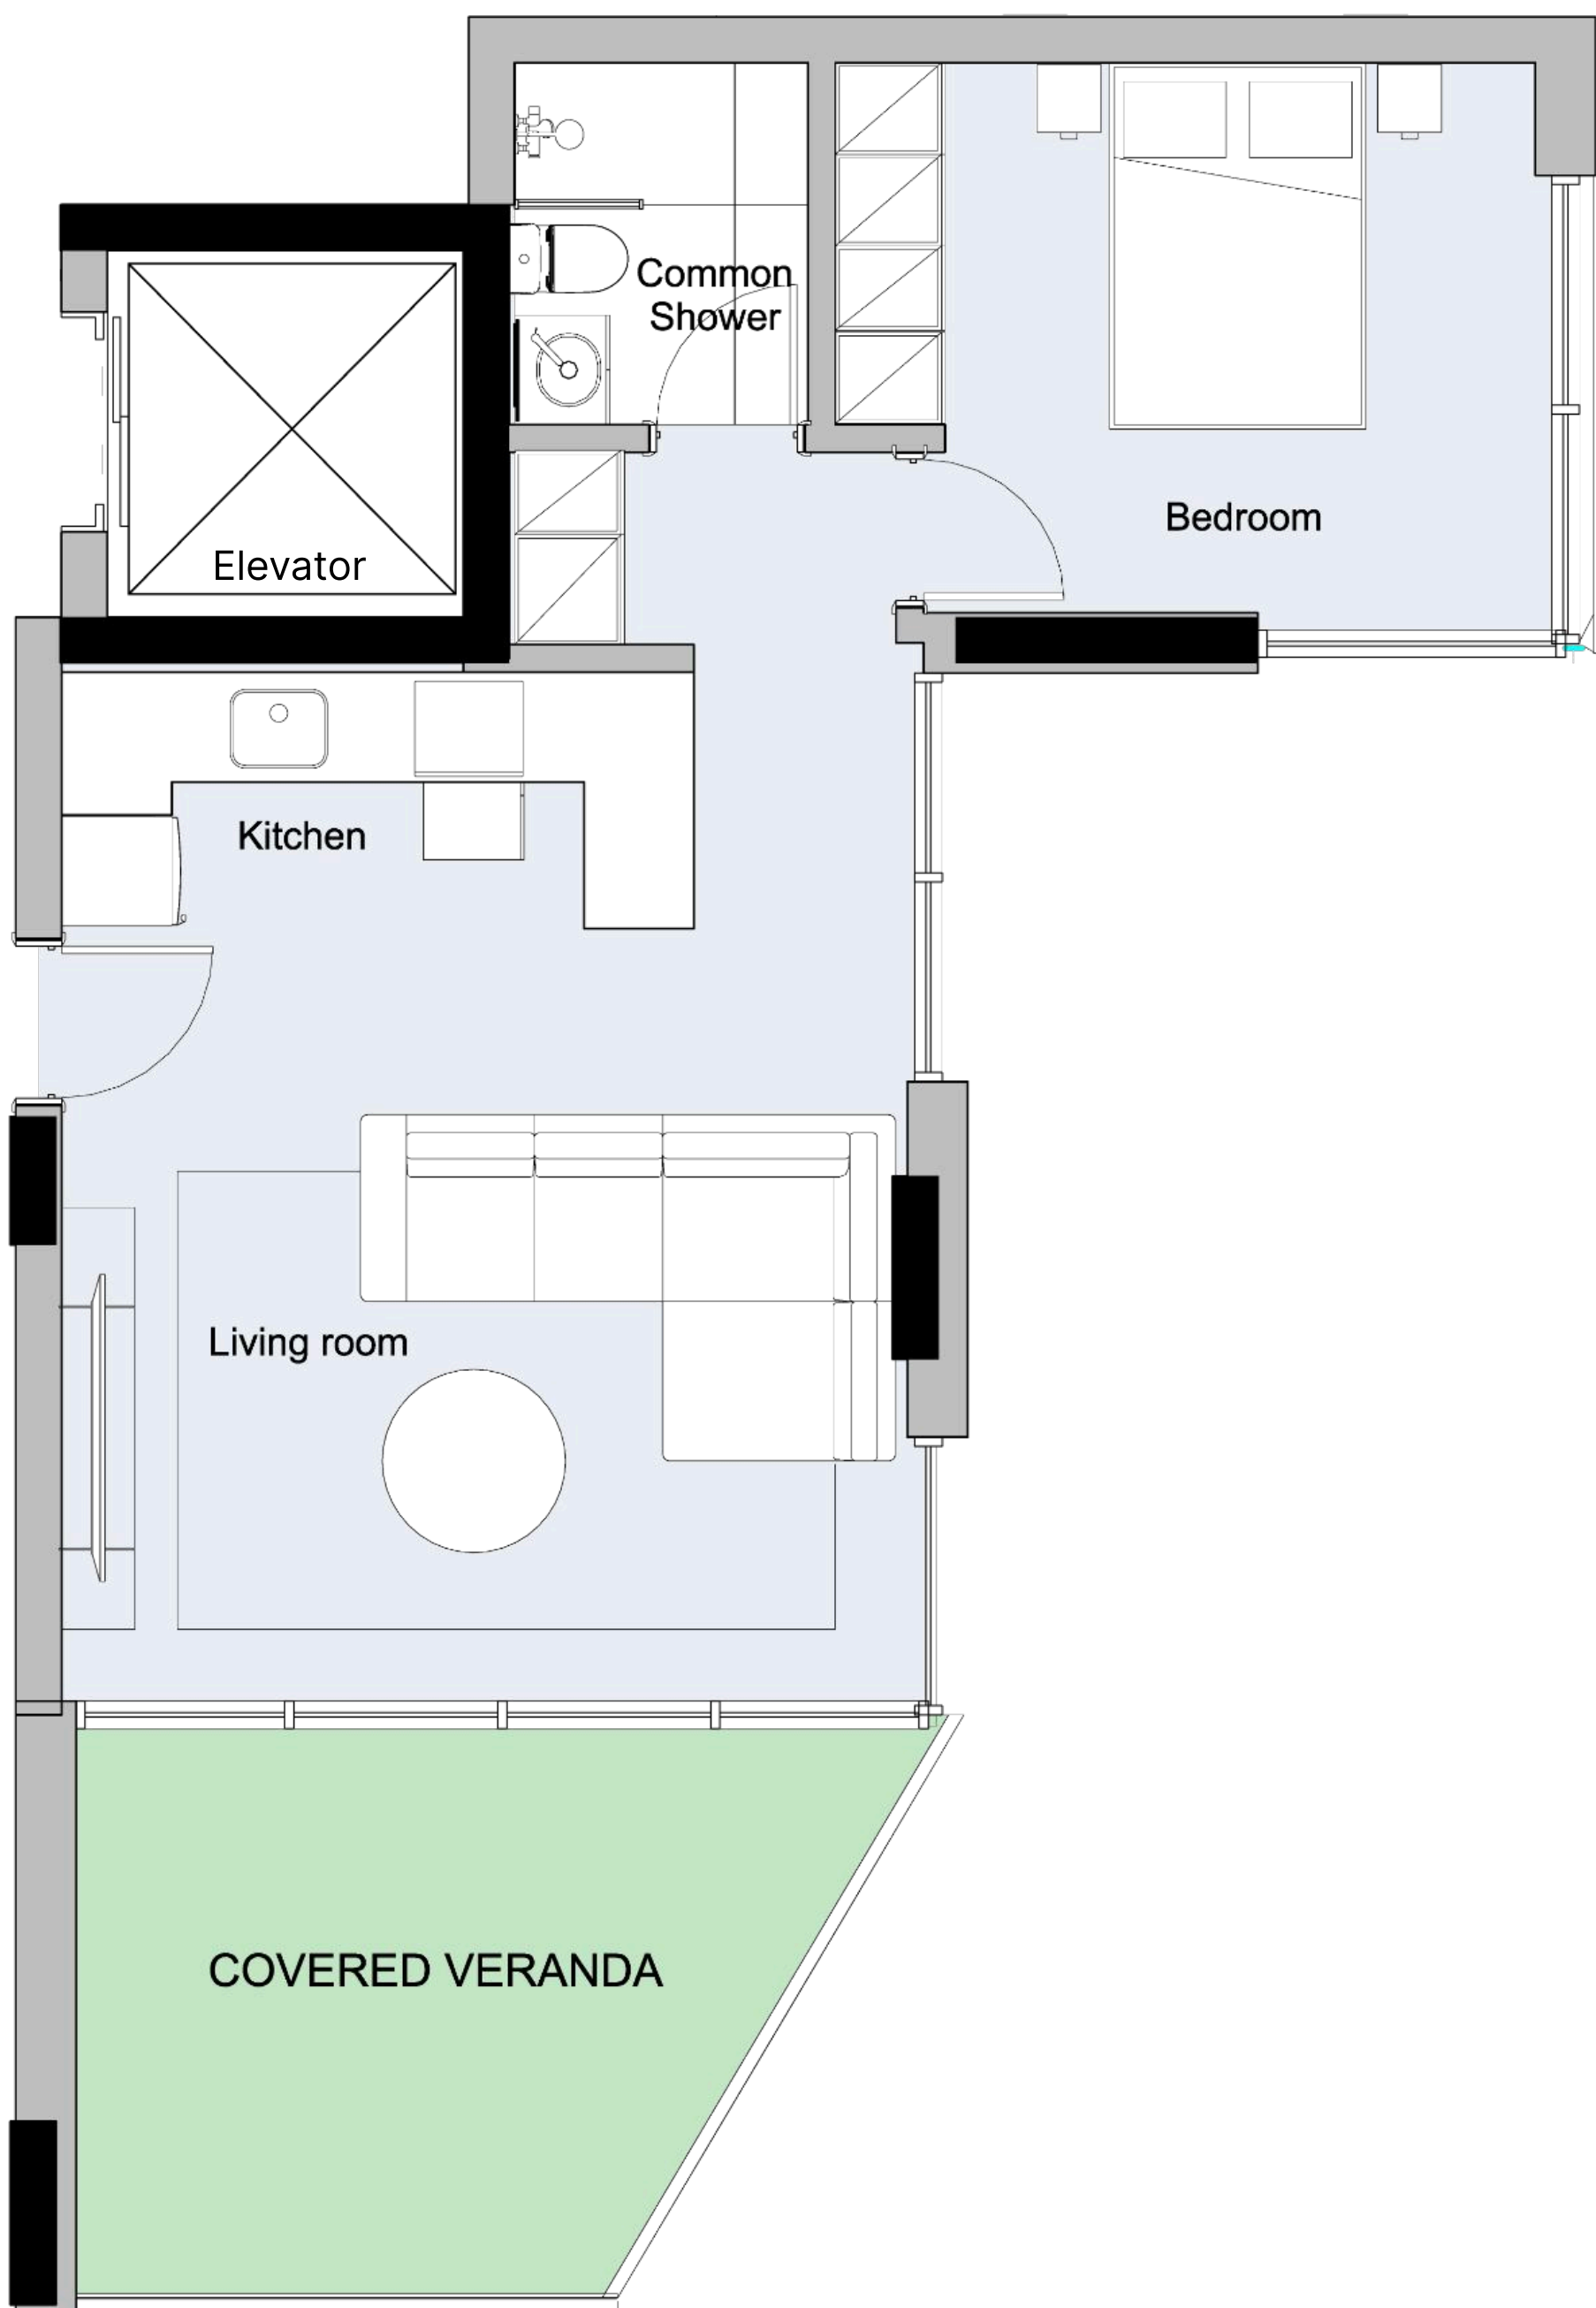 Common
Shower
Bedroom
Elevator
Kitchen
Living room
COVERED VERANDA